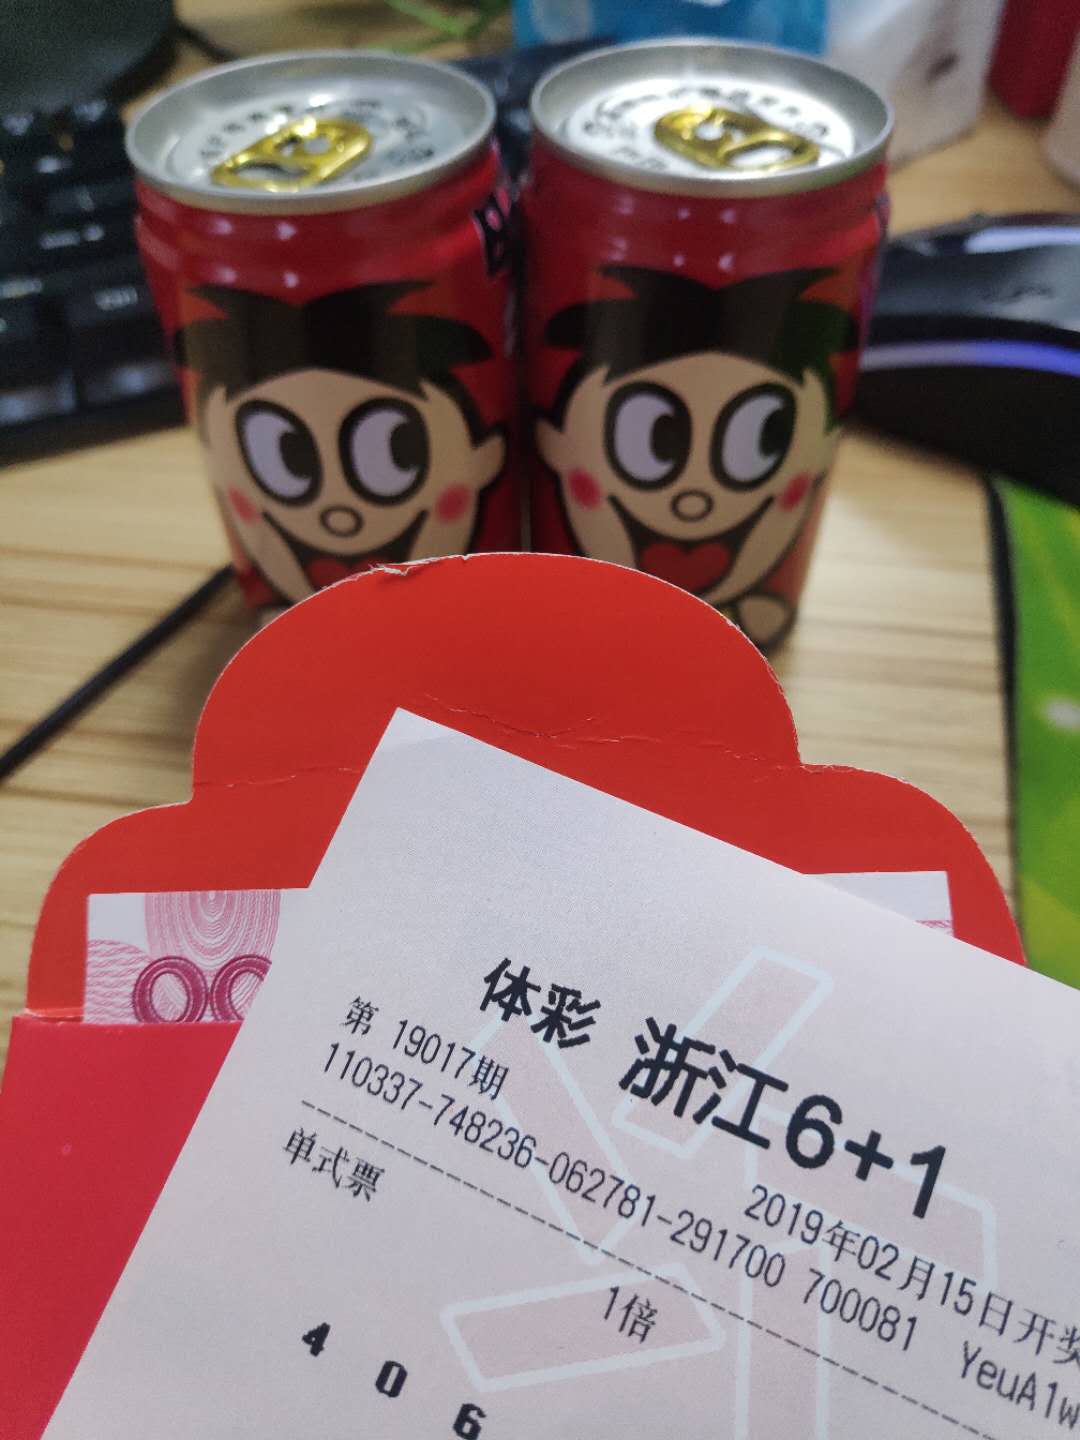 体彩 浙江6+1
第 19017期
2019年02月15日开奖
110337-748236-062781-291700 700081 YeuA1w
单式票
1倍
4 0 6